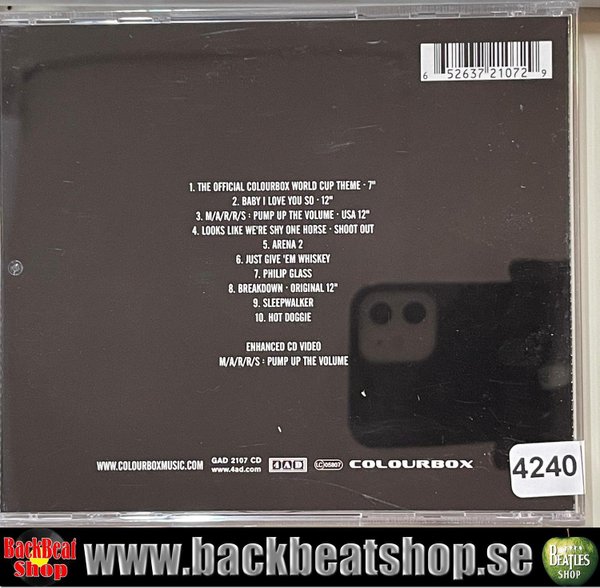 6 52637 21072 9
1. THE OFFICIAL COLOURBOX WORLD CUP THEME · 7"
2. BABY I LOVE YOU SO · 12"
3. M/A/R/R/S : PUMP UP THE VOLUME · USA 12"
4. LOOKS LIKE WE'RE SHY ONE HORSE · SHOOT OUT
5. ARENA 2
6. JUST GIVE 'EM WHISKEY
7. PHILIP GLASS
8. BREAKDOWN · ORIGINAL 12"
9. SLEEPWALKER
10. HOT DOGGIE
ENHANCED CD VIDEO
M/A/R/R/S : PUMP UP THE VOLUME
WWW.COLOURBOXMUSIC.COM
GAD 2107 CD
www.4ad.com
4AD
LC 05807
COLOURBOX
4240
BackBeat
Shop
www.backbeatshop.se
THE
BEATLES
SHOP